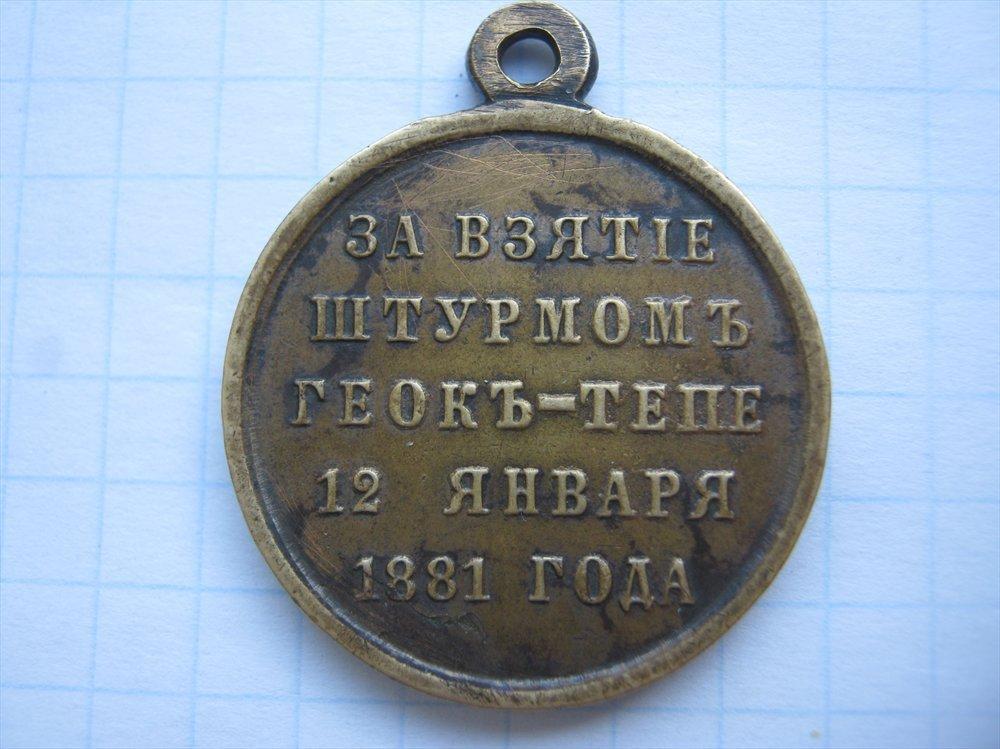 ЗА ВЗЯТІЕ
ШТУРМОМЪ
ГЕОКЪ-ТЕПЕ
12 ЯНВАРЯ
1881 ГОДА